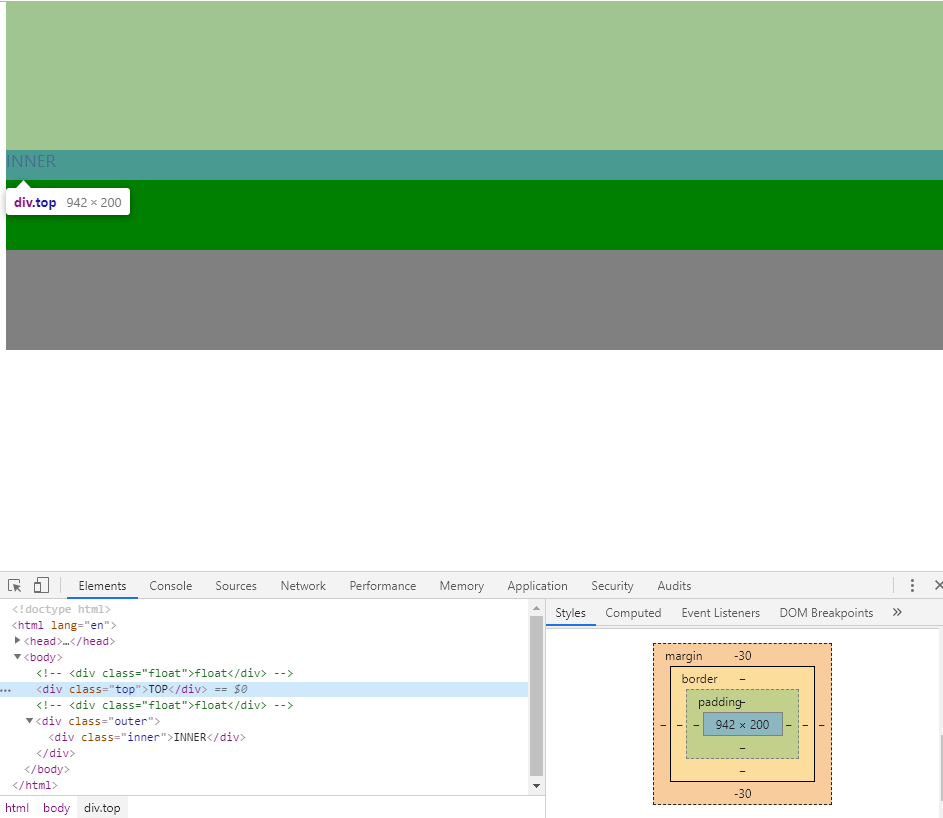 INNER
div.top 942 × 200
Elements Console Sources Network Performance Memory Application Security Audits
<!doctype html>
<html lang="en">
<head>…</head>
<body>
<!-- <div class="float">float</div> -->
<div class="top">TOP</div> == $0
<!-- <div class="float">float</div> -->
<div class="outer">
<div class="inner">INNER</div>
</div>
</body>
</html>
html body div.top
Styles Computed Event Listeners DOM Breakpoints »
margin -30
border –
padding –
– – – 942 × 200 – – –
–
–
-30